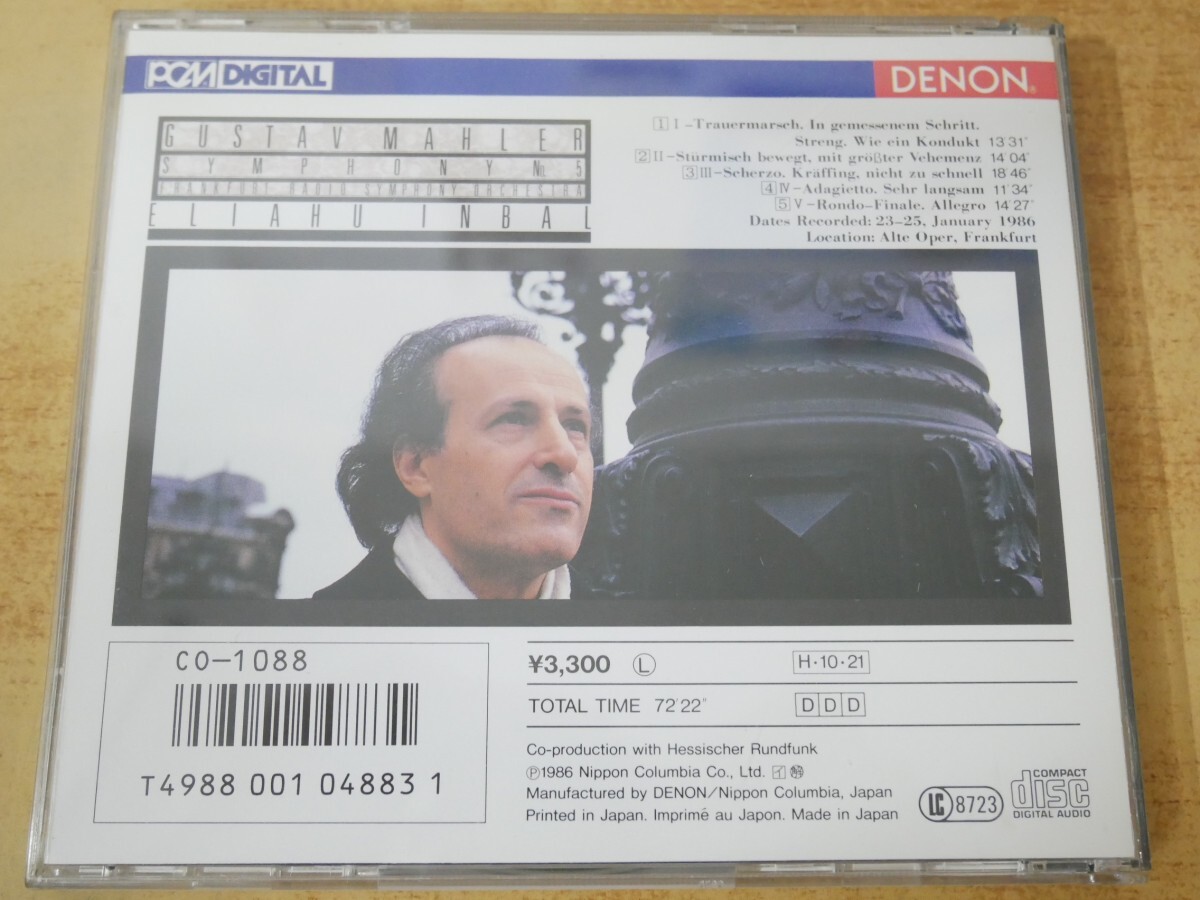 PCM DIGITAL
DENON®
GUSTAV MAHLER
SYMPHONY No. 5
FRANKFURT RADIO SYMPHONY ORCHESTRA
ELIAHU INBAL
1 I-Trauermarsch. In gemessenem Schritt.
Streng. Wie ein Kondukt 13'31"
2 II-Stürmisch bewegt, mit größter Vehemenz 14'04"
3 III-Scherzo. Kräffing, nicht zu schnell 18'46"
4 IV-Adagietto. Sehr langsam 11'34"
5 V-Rondo-Finale. Allegro 14'27"
Dates Recorded: 23-25, January 1986
Location: Alte Oper, Frankfurt
CO-1088
T4988 001 04883 1
¥3,300 Ⓛ H·10·21
TOTAL TIME 72'22" DDD
Co-production with Hessischer Rundfunk
Ⓟ1986 Nippon Columbia Co., Ltd. イ
Manufactured by DENON/Nippon Columbia, Japan
Printed in Japan. Imprimé au Japon. Made in Japan
LC 8723
COMPACT
disc
DIGITAL AUDIO